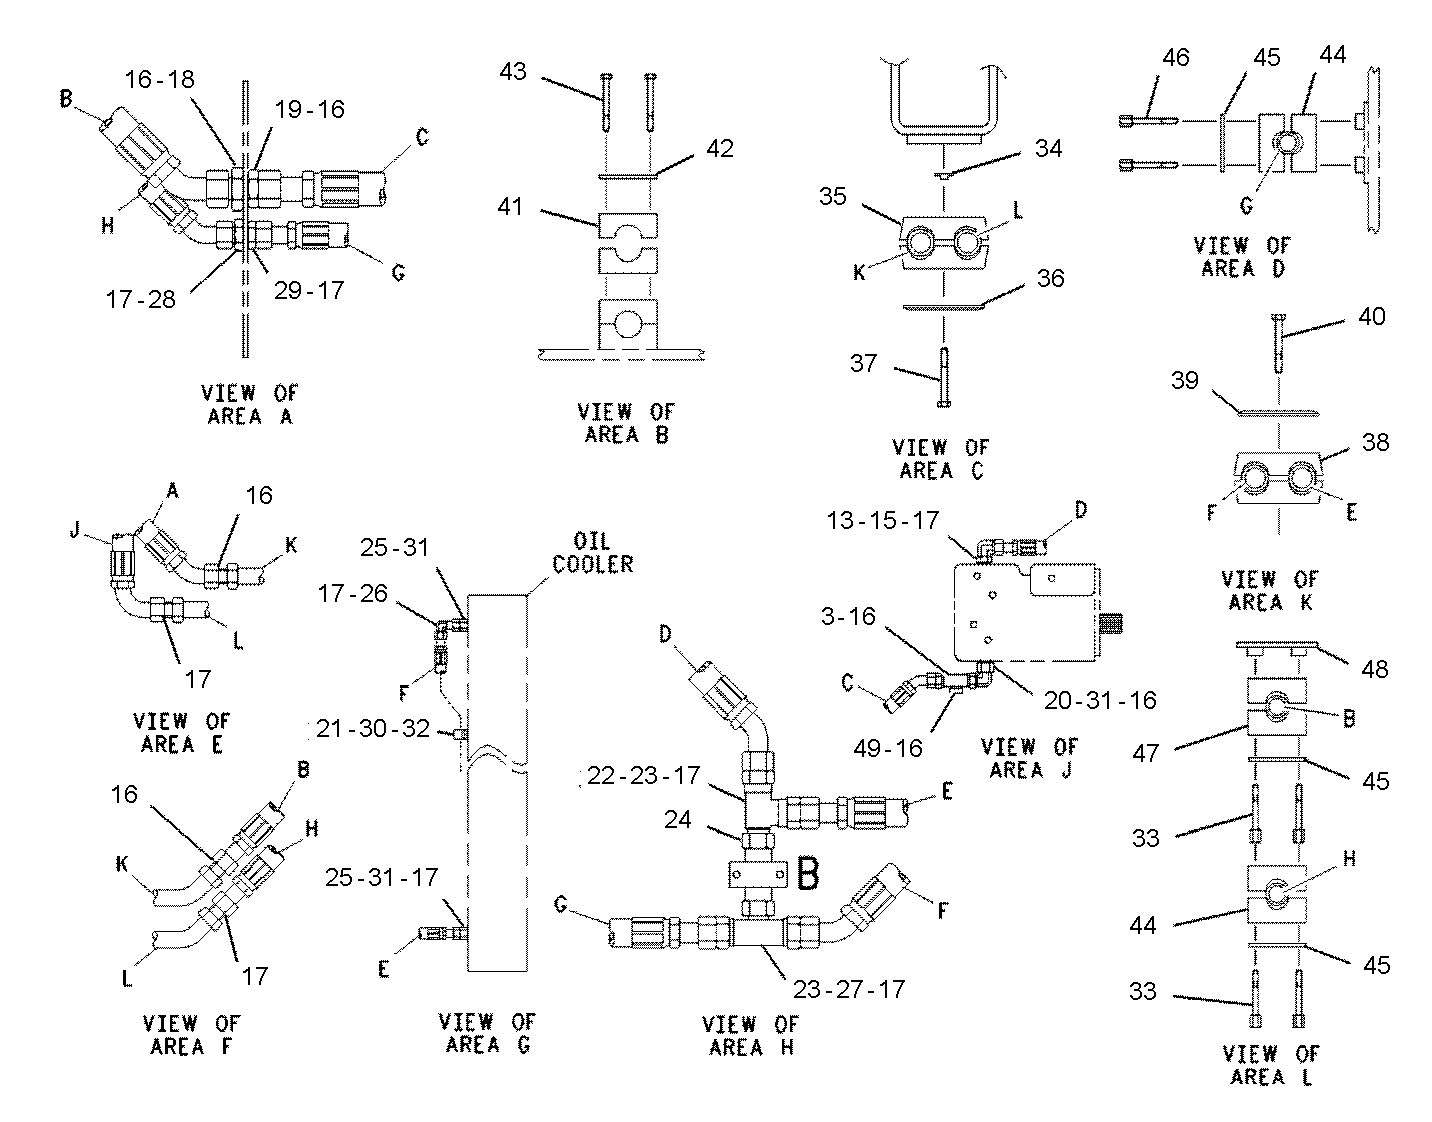 16-18
B
19-16
C
H
G
17-28
29-17
VIEW OF
AREA A
43
42
41
VIEW OF
AREA B
34
35
L
K
36
37
VIEW OF
AREA C
46
45
44
G
VIEW OF
AREA D
40
39
38
F
E
VIEW OF
AREA K
A
16
J
K
L
17
VIEW OF
AREA E
B
16
H
K
L
17
VIEW OF
AREA F
25-31
OIL
COOLER
17-26
F
21-30-32
25-31-17
E
VIEW OF
AREA G
D
22-23-17
E
24
B
G
F
23-27-17
VIEW OF
AREA H
D
13-15-17
3-16
C
20-31-16
49-16
VIEW OF
AREA J
48
B
47
45
33
H
44
45
33
VIEW OF
AREA L